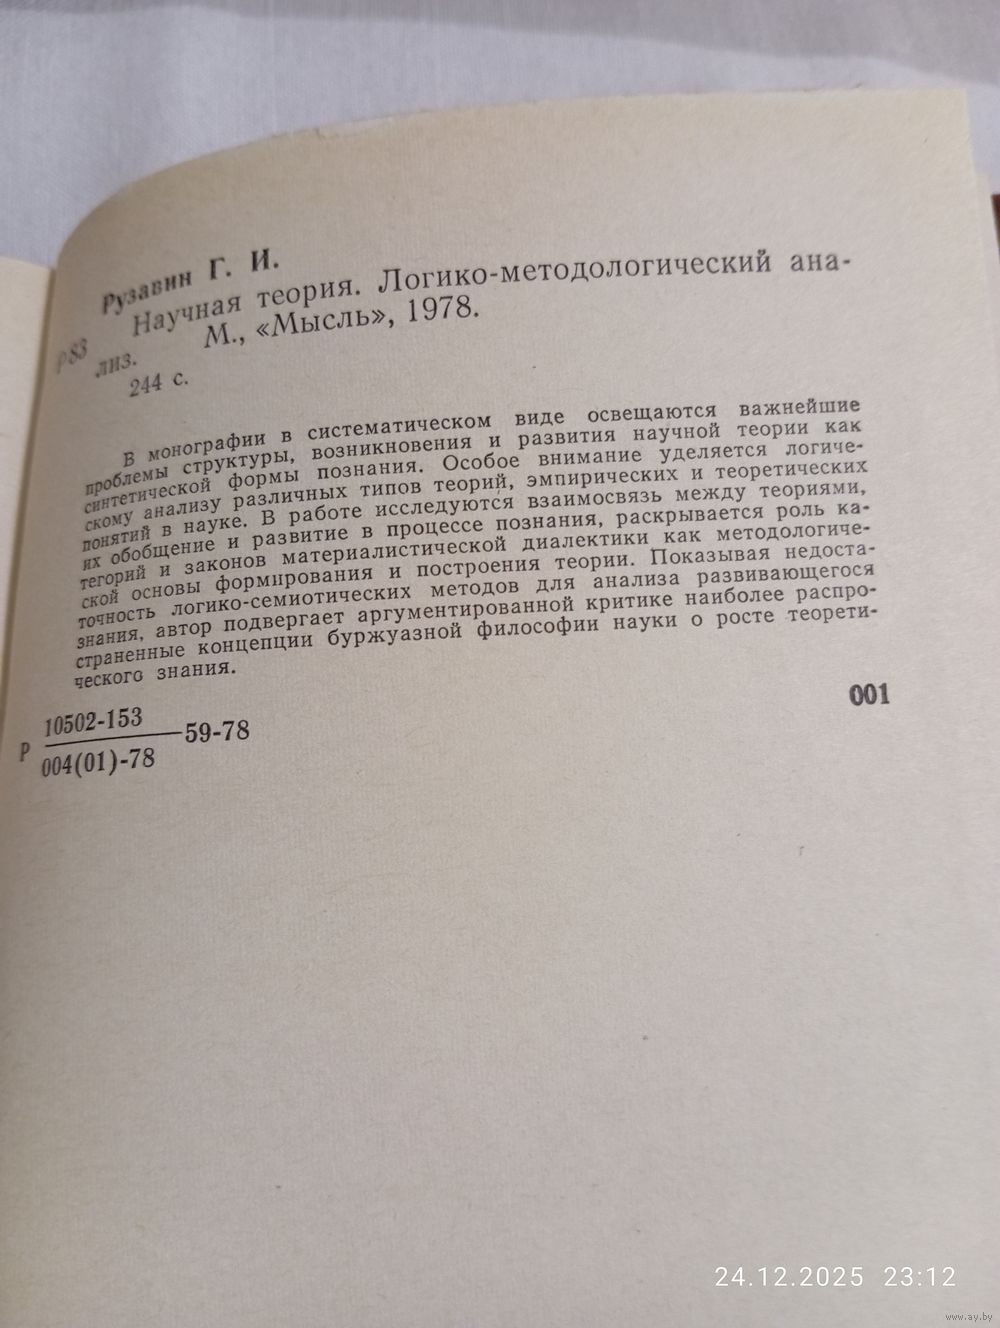 Рузавин Г. И.
Р83 Научная теория. Логико-методологический ана-
лиз. М., «Мысль», 1978.
244 с.
В монографии в систематическом виде освещаются важнейшие
проблемы структуры, возникновения и развития научной теории как
синтетической формы познания. Особое внимание уделяется логиче-
скому анализу различных типов теорий, эмпирических и теоретических
понятий в науке. В работе исследуются взаимосвязь между теориями,
их обобщение и развитие в процессе познания, раскрывается роль ка-
тегорий и законов материалистической диалектики как методологиче-
ской основы формирования и построения теории. Показывая недоста-
точность логико-семиотических методов для анализа развивающегося
знания, автор подвергает аргументированной критике наиболее распро-
страненные концепции буржуазной философии науки о росте теорети-
ческого знания.
Р 10502-153
004(01)-78
59-78
001
24.12.2025 23:12
www.ay.by